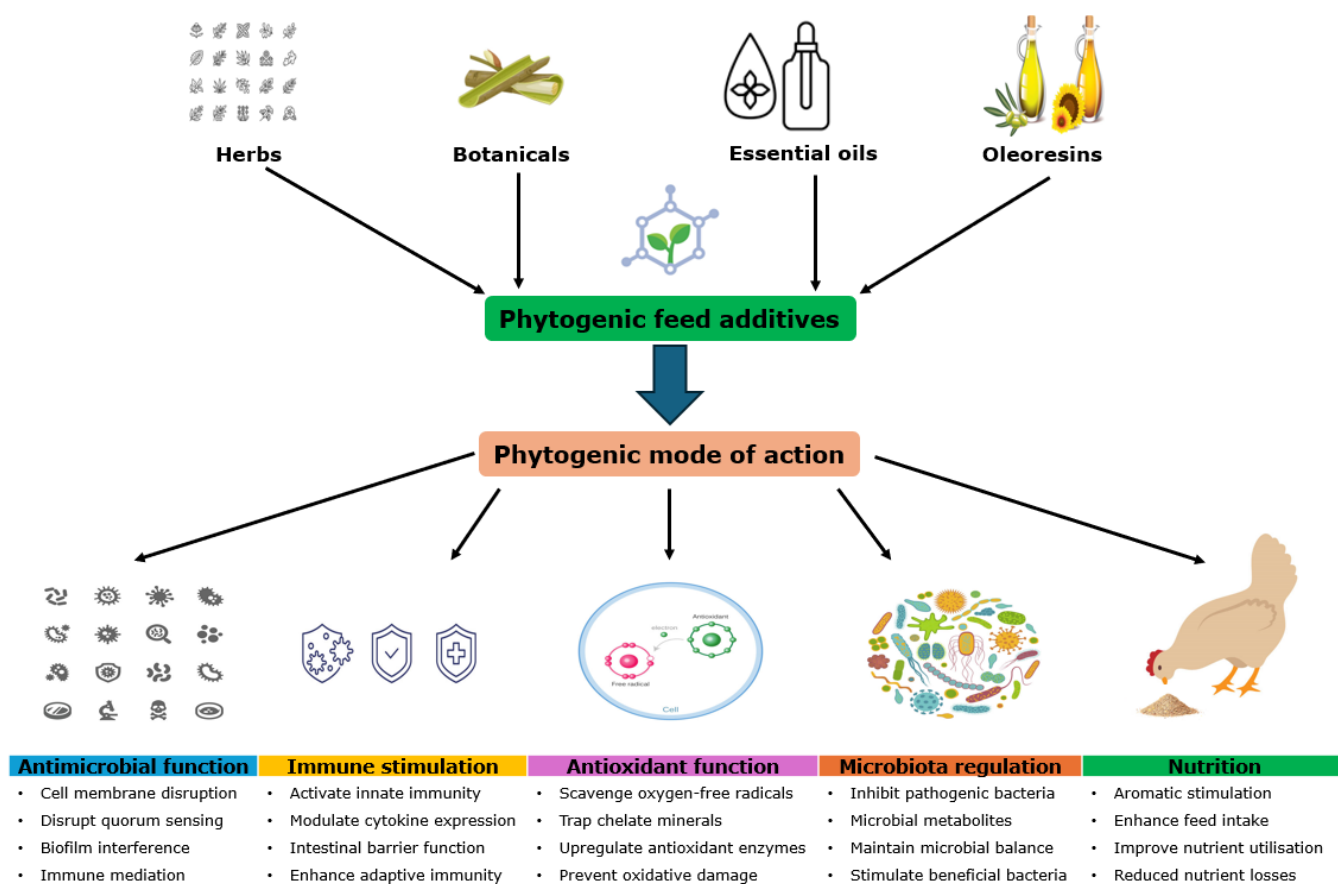 Herbs
Botanicals
Essential oils
Oleoresins
Phytogenic feed additives
Phytogenic mode of action
Antioxidant
electron
Free radical
Cell
Antimicrobial function
• Cell membrane disruption
• Disrupt quorum sensing
• Biofilm interference
• Immune mediation
Immune stimulation
• Activate innate immunity
• Modulate cytokine expression
• Intestinal barrier function
• Enhance adaptive immunity
Antioxidant function
• Scavenge oxygen-free radicals
• Trap chelate minerals
• Upregulate antioxidant enzymes
• Prevent oxidative damage
Microbiota regulation
• Inhibit pathogenic bacteria
• Microbial metabolites
• Maintain microbial balance
• Stimulate beneficial bacteria
Nutrition
• Aromatic stimulation
• Enhance feed intake
• Improve nutrient utilisation
• Reduced nutrient losses